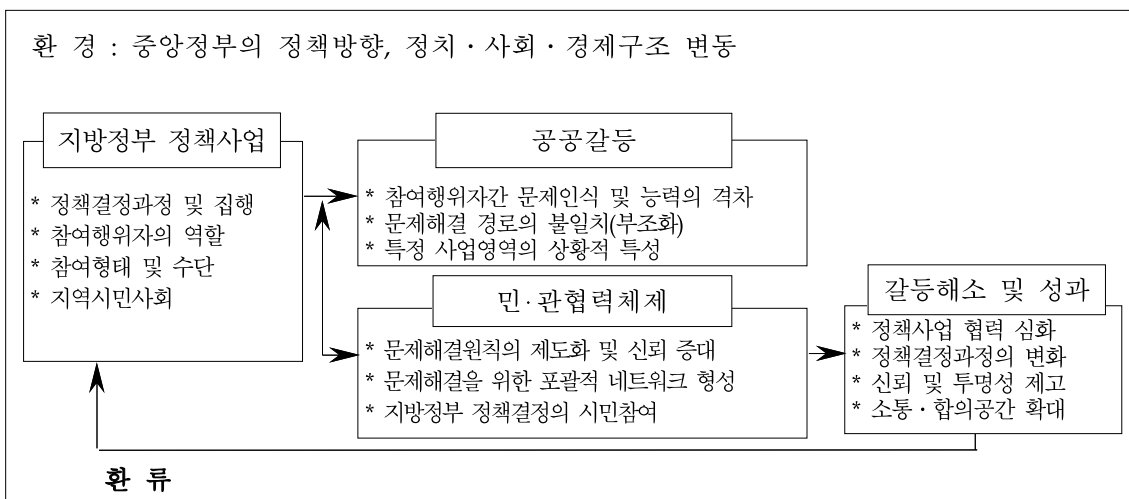 환 경 : 중앙정부의 정책방향, 정치·사회·경제구조 변동
지방정부 정책사업
* 정책결정과정 및 집행
* 참여행위자의 역할
* 참여형태 및 수단
* 지역시민사회
공공갈등
* 참여행위자간 문제인식 및 능력의 격차
* 문제해결 경로의 불일치(부조화)
* 특정 사업영역의 상황적 특성
민·관협력체제
* 문제해결원칙의 제도화 및 신뢰 증대
* 문제해결을 위한 포괄적 네트워크 형성
* 지방정부 정책결정의 시민참여
갈등해소 및 성과
* 정책사업 협력 심화
* 정책결정과정의 변화
* 신뢰 및 투명성 제고
* 소통·합의공간 확대
환 류